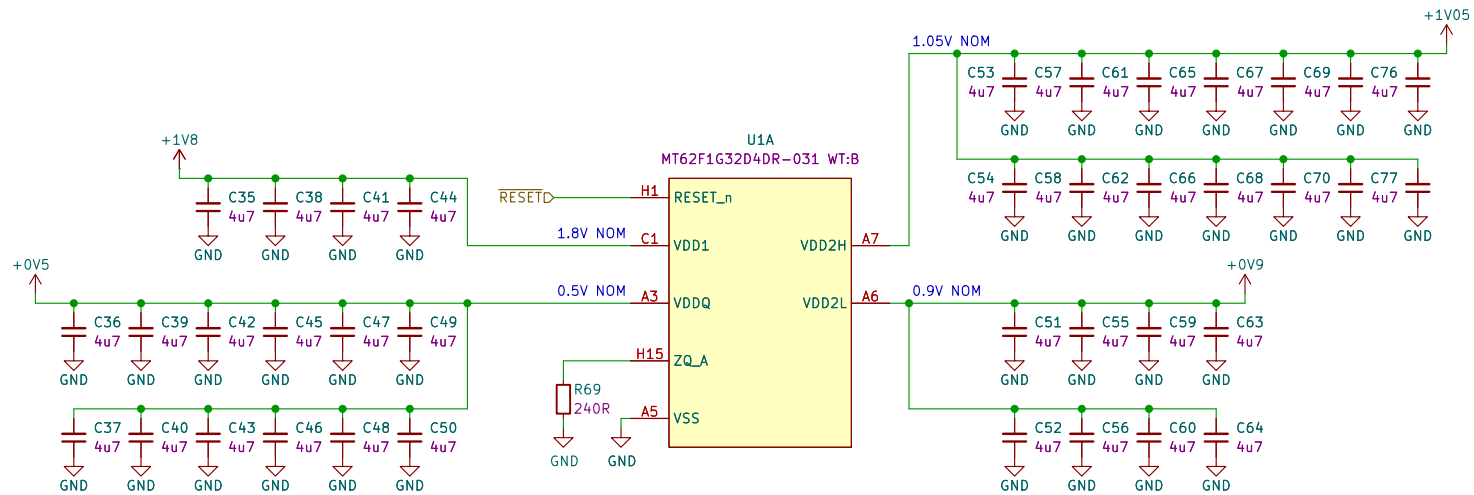 +1V05
1.05V NOM
C53 C57 C61 C65 C67 C69 C76
4u7 4u7 4u7 4u7 4u7 4u7 4u7
GND GND GND GND GND GND GND
+1V8
U1A
MT62F1G32D4DR-031 WT:B
C35 C38 C41 C44
4u7 4u7 4u7 4u7
GND GND GND GND
RESET H1 RESET_n
C54 C58 C62 C66 C68 C70 C77
4u7 4u7 4u7 4u7 4u7 4u7 4u7
GND GND GND GND GND GND GND
1.8V NOM C1 VDD1 VDD2H A7
+0V5
+0V9
0.5V NOM A3 VDDQ VDD2L A6 0.9V NOM
C36 C39 C42 C45 C47 C49
4u7 4u7 4u7 4u7 4u7 4u7
GND GND GND GND GND GND
H15 ZQ_A
C51 C55 C59 C63
4u7 4u7 4u7 4u7
GND GND GND GND
R69
240R
GND
A5 VSS
GND
C37 C40 C43 C46 C48 C50
4u7 4u7 4u7 4u7 4u7 4u7
GND GND GND GND GND GND
C52 C56 C60 C64
4u7 4u7 4u7 4u7
GND GND GND GND